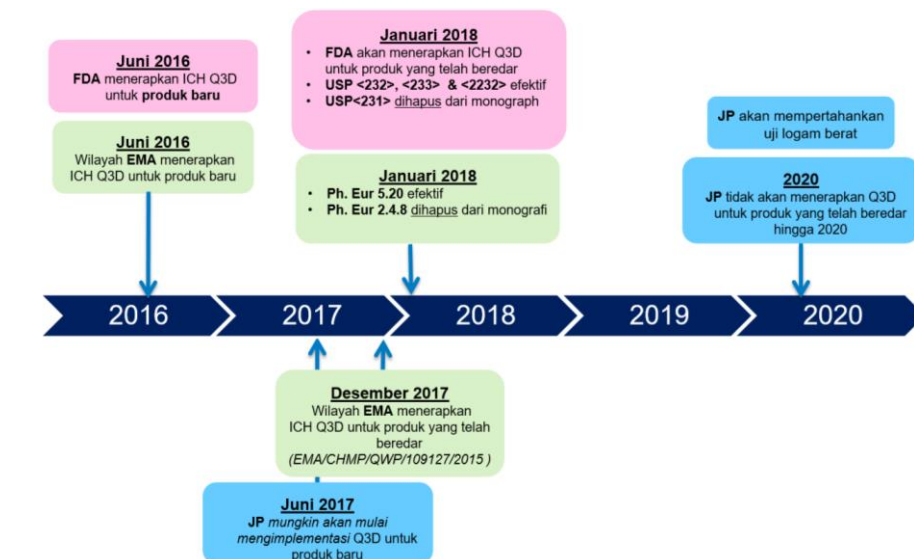 Juni 2016
FDA menerapkan ICH Q3D
untuk produk baru
Juni 2016
Wilayah EMA menerapkan
ICH Q3D untuk produk baru
Januari 2018
• FDA akan menerapkan ICH Q3D
untuk produk yang telah beredar
• USP <232>, <233> & <2232> efektif
• USP<231> dihapus dari monograph
Januari 2018
• Ph. Eur 5.20 efektif
• Ph. Eur 2.4.8 dihapus dari monografi
JP akan mempertahankan
uji logam berat
2020
JP tidak akan menerapkan Q3D
untuk produk yang telah beredar
hingga 2020
2016
2017
2018
2019
2020
Desember 2017
Wilayah EMA menerapkan
ICH Q3D untuk produk yang telah
beredar
(EMA/CHMP/QWP/109127/2015 )
Juni 2017
JP mungkin akan mulai
mengimplementasi Q3D untuk
produk baru